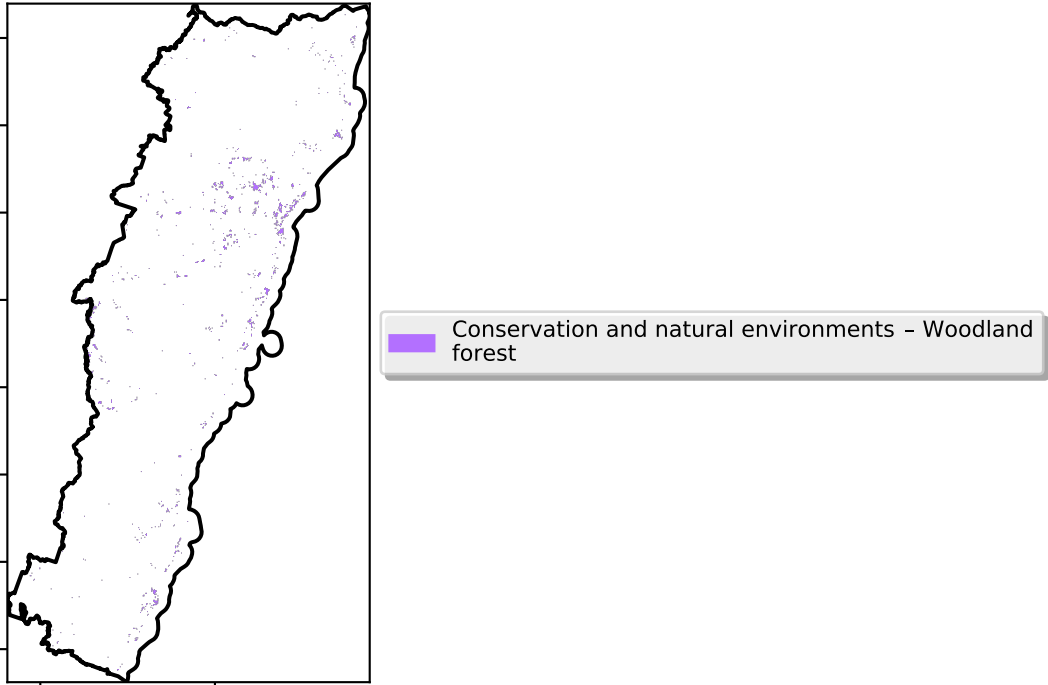 Conservation and natural environments – Woodland
forest